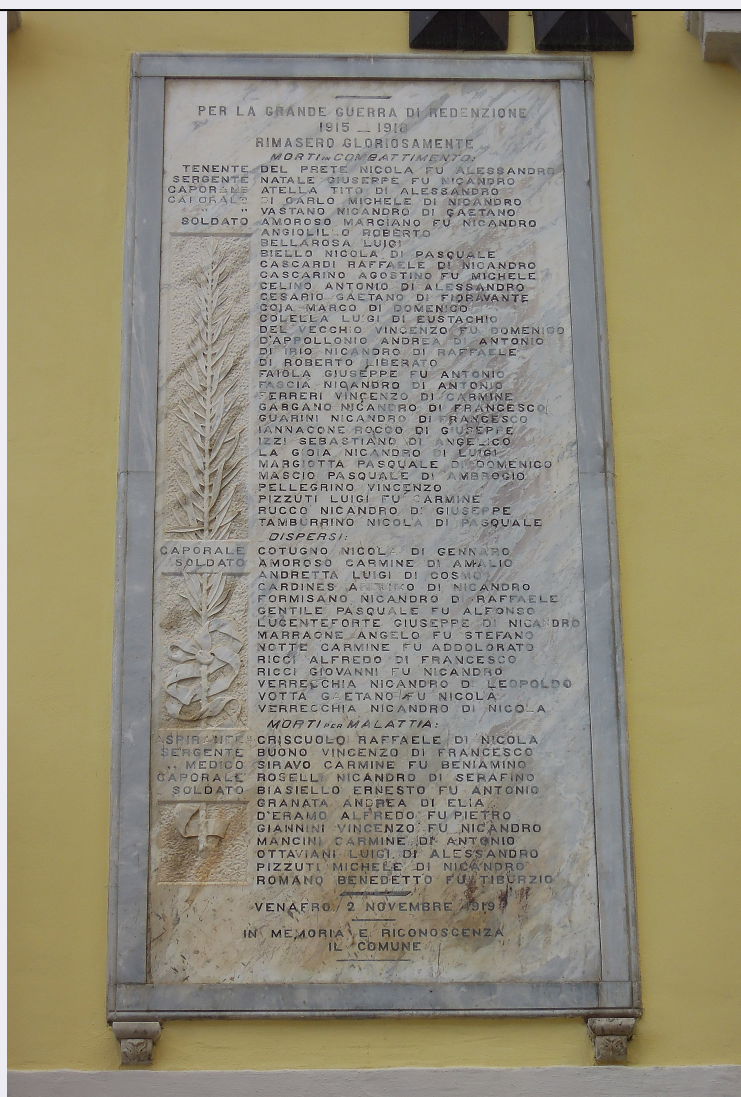 PER LA GRANDE GUERRA DI REDENZIONE
1915 — 1918
RIMASERO GLORIOSAMENTE
MORTI IN COMBATTIMENTO:
TENENTE DEL PRETE NICOLA FU ALESSANDRO
SERGENTE NATALE GIUSEPPE FU NICANDRO
CAPORALE ATELLA TITO DI ALESSANDRO
CAPORALE DI CARLO MICHELE DI NICANDRO
" " VASTANO NICANDRO DI GAETANO
SOLDATO AMOROSO MARCIANO FU NICANDRO
ANGIOLILLO ROBERTO
BELLAROSA LUIGI
BIELLO NICOLA DI PASQUALE
CASCARDI RAFFAELE DI NICANDRO
CASCARINO AGOSTINO FU MICHELE
CELINO ANTONIO DI ALESSANDRO
CESARIO GAETANO DI FIORAVANTE
COIA MARCO DI DOMENICO
COLELLA LUIGI DI EUSTACHIO
DEL VECCHIO VINCENZO FU DOMENICO
D'APPOLLONIO ANDREA DI ANTONIO
DI IRIO NICANDRO DI RAFFAELE
DI ROBERTO LIBERATO
FAIOLA GIUSEPPE FU ANTONIO
FASCIA NICANDRO DI ANTONIO
FERRERI VINCENZO DI CARMINE
GARGANO NICANDRO DI FRANCESCO
GUARINI NICANDRO DI FRANCESCO
IANNACONE ROCCO DI GIUSEPPE
IZZI SEBASTIANO DI ANGELICO
LA GIOIA NICANDRO DI LUIGI
MARGIOTTA PASQUALE DI DOMENICO
MASCIO PASQUALE DI AMBROGIO
PELLEGRINO VINCENZO
PIZZUTI LUIGI FU CARMINE
RUCCO NICANDRO DI GIUSEPPE
TAMBURRINO NICOLA DI PASQUALE
DISPERSI:
CAPORALE COTUGNO NICOLA DI GENNARO
SOLDATO AMOROSO CARMINE DI AMALIO
ANDRETTA LUIGI DI COSMO
CARDINES DI NICANDRO
FORMISANO NICANDRO DI RAFFAELE
GENTILE PASQUALE FU ALFONSO
LUCENTEFORTE GIUSEPPE DI NICANDRO
MARRAONE ANGELO FU STEFANO
NOTTE CARMINE FU ADDOLORATO
RICCI ALFREDO DI FRANCESCO
RICCI GIOVANNI FU NICANDRO
VERRECCHIA NICANDRO DI LEOPOLDO
VOTTA GAETANO FU NICOLA
VERRECCHIA NICANDRO DI NICOLA
MORTI PER MALATTIA:
ASPIRANTE CRISCUOLO RAFFAELE DI NICOLA
SERGENTE BUONO VINCENZO DI FRANCESCO
" MEDICO SIRAVO CARMINE FU BENIAMINO
CAPORALE ROSELLI NICANDRO DI SERAFINO
SOLDATO BIASIELLO ERNESTO FU ANTONIO
GRANATA ANDREA DI ELIA
D'ERAMO ALFREDO FU PIETRO
GIANNINI VINCENZO FU NICANDRO
MANCINI CARMINE DI ANTONIO
OTTAVIANI LUIGI DI ALESSANDRO
PIZZUTI MICHELE DI NICANDRO
ROMANO BENEDETTO FU TIBURZIO
VENAFRO, 2 NOVEMBRE 1919
IN MEMORIA E RICONOSCENZA
IL COMUNE